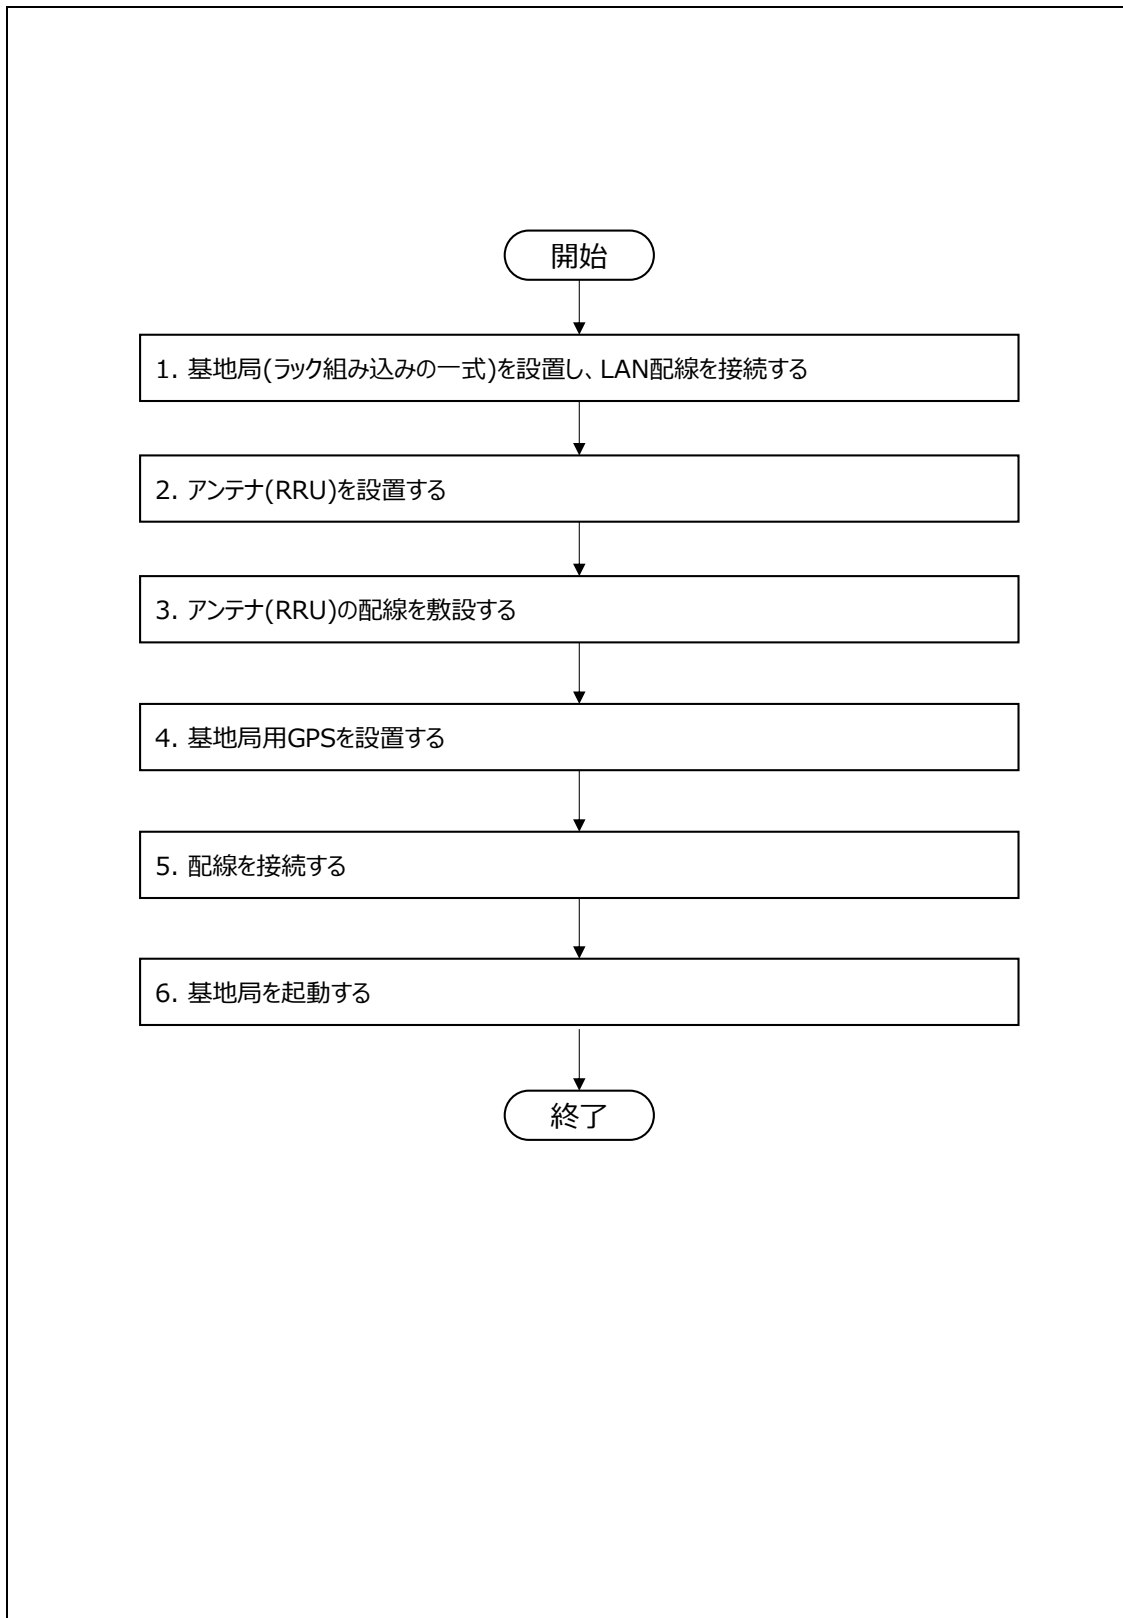 開始
1. 基地局(ラック組み込みの一式)を設置し、LAN配線を接続する
2. アンテナ(RRU)を設置する
3. アンテナ(RRU)の配線を敷設する
4. 基地局用GPSを設置する
5. 配線を接続する
6. 基地局を起動する
終了